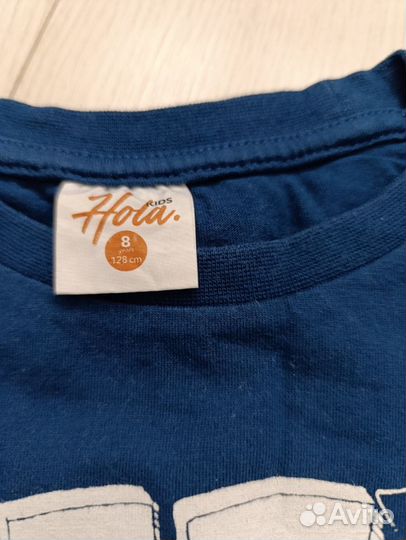 Hola.
KIDS
8
years
128 cm
Avito